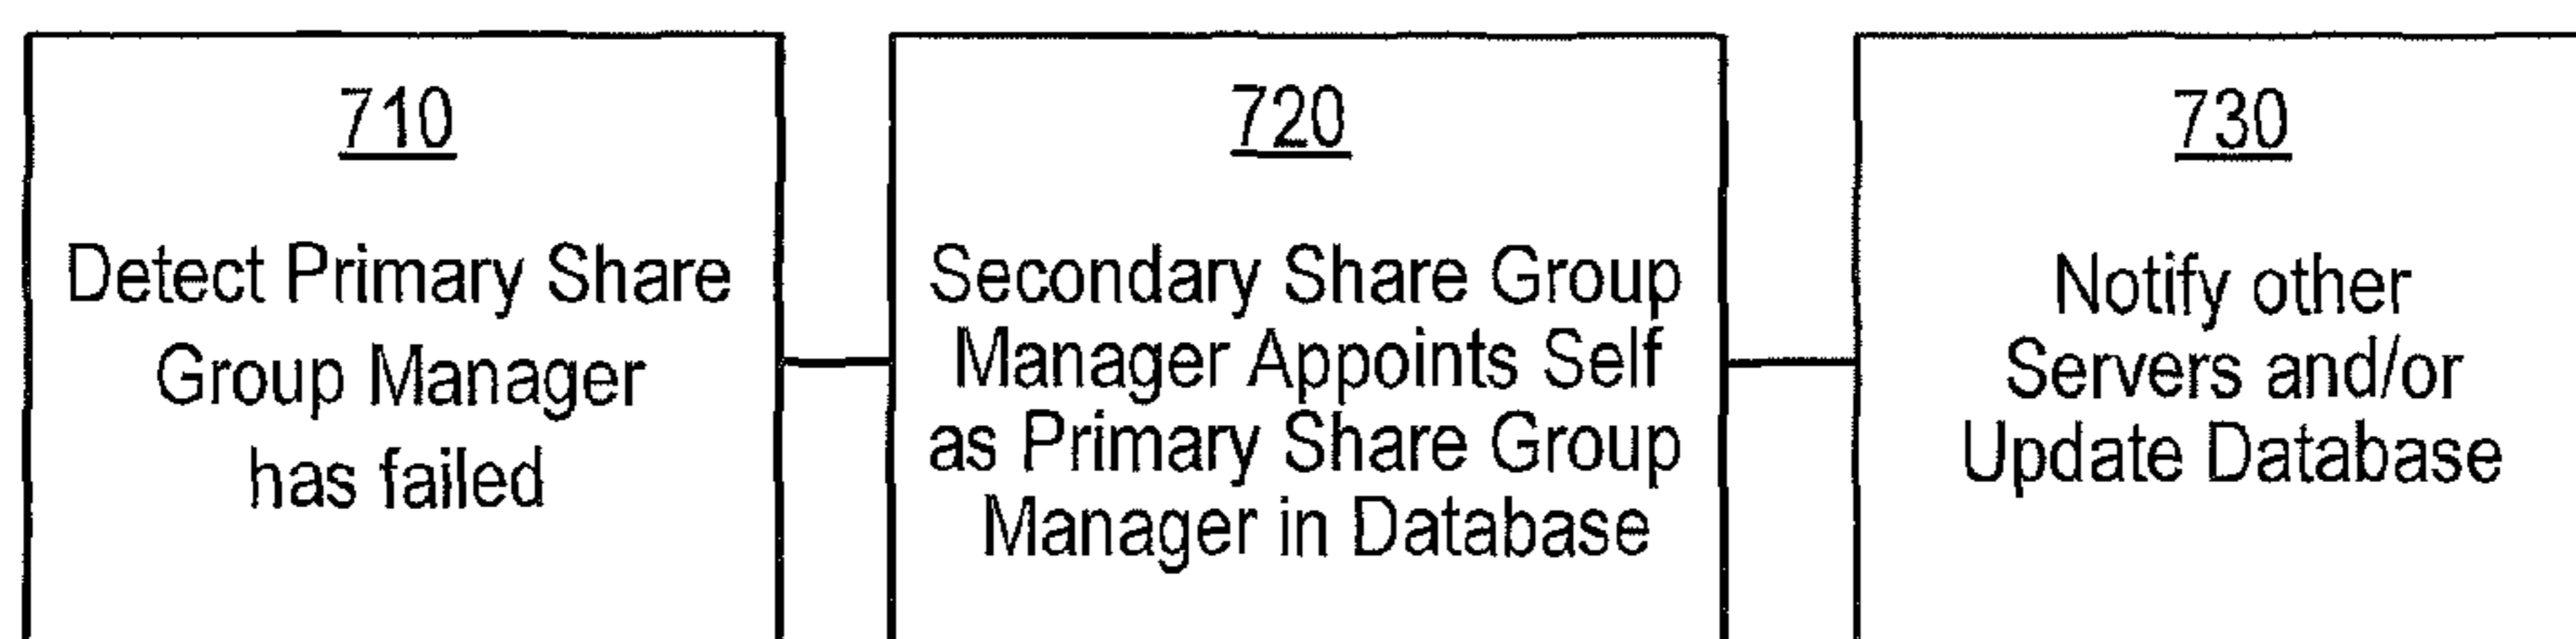 710
Detect Primary Share
Group Manager
has failed
720
Secondary Share Group
Manager Appoints Self
as Primary Share Group
Manager in Database
730
Notify other
Servers and/or
Update Database